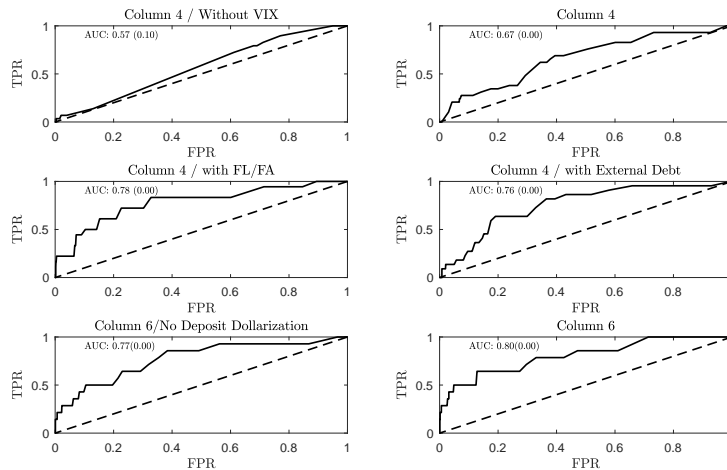 Column 4 / Without VIX
AUC: 0.57 (0.10)
TPR
1
0.5
0
0 0.2 0.4 0.6 0.8 1
FPR
Column 4
AUC: 0.67 (0.00)
TPR
1
0.5
0
0 0.2 0.4 0.6 0.8
FPR
Column 4 / with FL/FA
AUC: 0.78 (0.00)
TPR
1
0.5
0
0 0.2 0.4 0.6 0.8 1
FPR
Column 4 / with External Debt
AUC: 0.76 (0.00)
TPR
1
0.5
0
0 0.2 0.4 0.6 0.8
FPR
Column 6/No Deposit Dollarization
AUC: 0.77(0.00)
TPR
1
0.5
0
0 0.2 0.4 0.6 0.8 1
FPR
Column 6
AUC: 0.80(0.00)
TPR
1
0.5
0
0 0.2 0.4 0.6 0.8
FPR